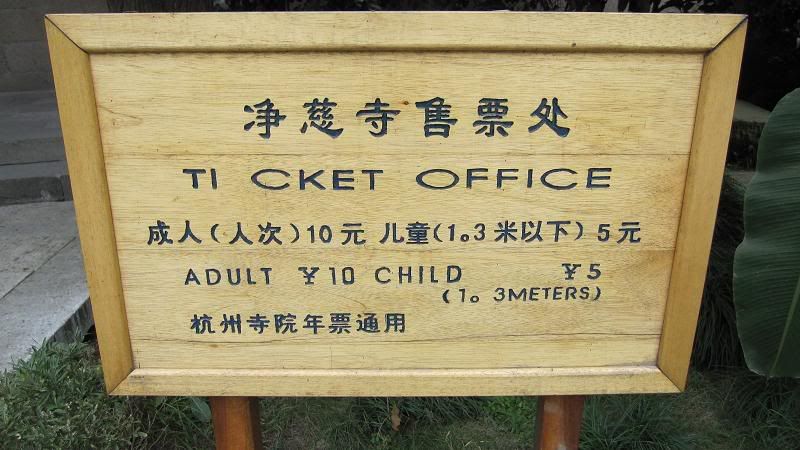 净慈寺售票处
TI CKET OFFICE
成人(人次)10元 儿童(1。3米以下) 5元
ADULT ¥10 CHILD ¥5
(1。3METERS)
杭州寺院年票通用